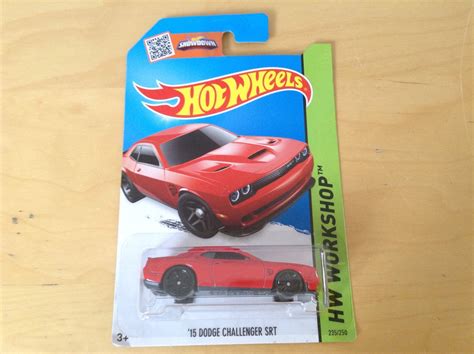 SHOWDOWN
HOT WHEELS
HW WORKSHOP™
'15 DODGE CHALLENGER SRT
3+
235/250